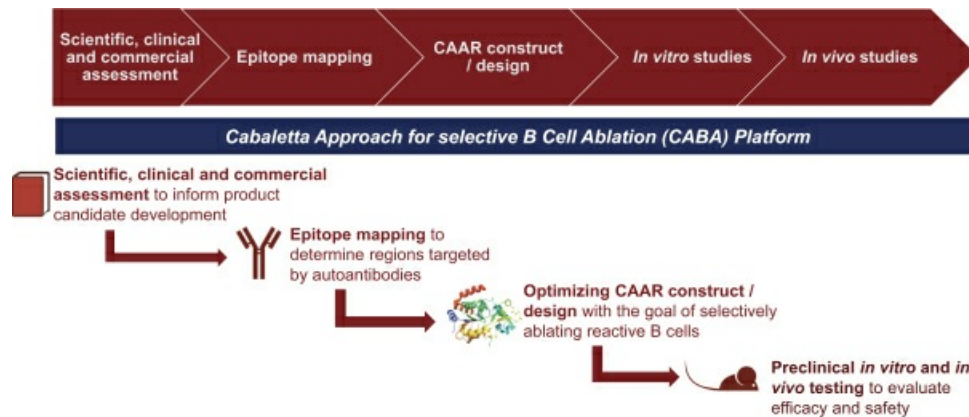 Scientific, clinical
and commercial
assessment
Epitope mapping
CAAR construct
/ design
In vitro studies
In vivo studies
Cabaletta Approach for selective B Cell Ablation (CABA) Platform
Scientific, clinical and commercial
assessment to inform product
candidate development
Epitope mapping to
determine regions targeted
by autoantibodies
Optimizing CAAR construct /
design with the goal of selectively
ablating reactive B cells
Preclinical in vitro and in
vivo testing to evaluate
efficacy and safety